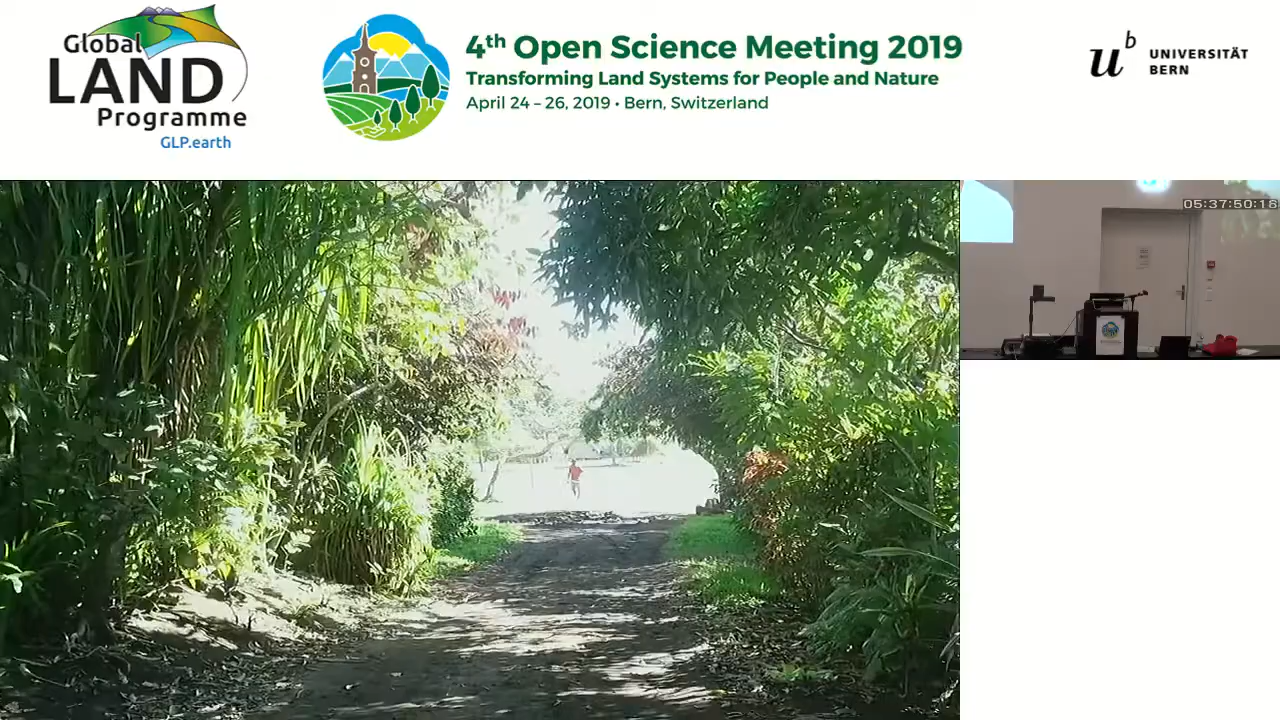 Global
LAND
Programme
GLP.earth
4th Open Science Meeting 2019
Transforming Land Systems for People and Nature
April 24 – 26, 2019 • Bern, Switzerland
u b
UNIVERSITÄT
BERN
05:37:50:18